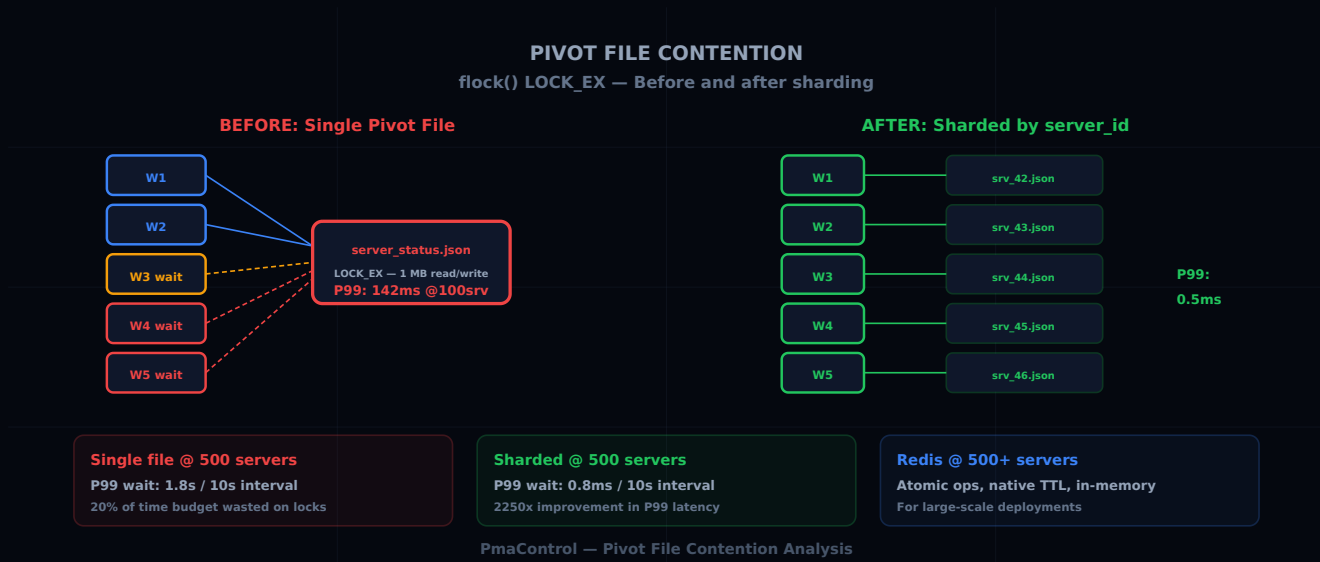 PIVOT FILE CONTENTION
flock() LOCK_EX — Before and after sharding
BEFORE: Single Pivot File
W1
W2
W3 wait
W4 wait
W5 wait
server_status.json
LOCK_EX — 1 MB read/write
P99: 142ms @100srv
AFTER: Sharded by server_id
W1
srv_42.json
W2
srv_43.json
W3
srv_44.json
W4
srv_45.json
W5
srv_46.json
P99:
0.5ms
Single file @ 500 servers
P99 wait: 1.8s / 10s interval
20% of time budget wasted on locks
Sharded @ 500 servers
P99 wait: 0.8ms / 10s interval
2250x improvement in P99 latency
Redis @ 500+ servers
Atomic ops, native TTL, in-memory
For large-scale deployments
PmaControl — Pivot File Contention Analysis